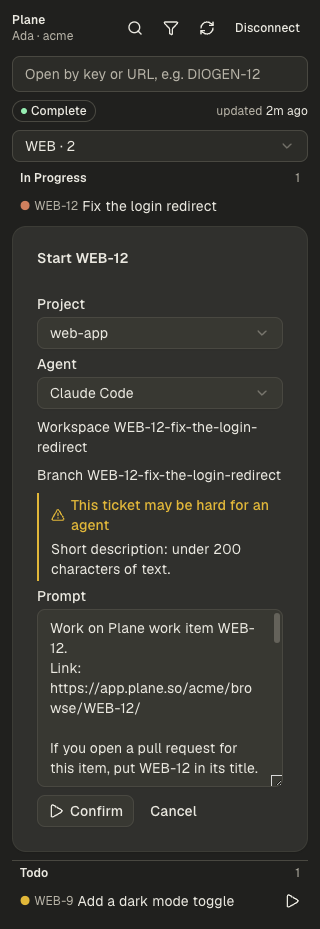 Plane
Ada · acme
Disconnect
Open by key or URL, e.g. DIOGEN-12
Complete
updated 2m ago
WEB · 2
In Progress 1
WEB-12 Fix the login redirect
Start WEB-12
Project
web-app
Agent
Claude Code
Workspace WEB-12-fix-the-login-
redirect
Branch WEB-12-fix-the-login-redirect
This ticket may be hard for an
agent
Short description: under 200
characters of text.
Prompt
Work on Plane work item WEB-
12.
Link:
https://app.plane.so/acme/bro
wse/WEB-12/
If you open a pull request for
this item, put WEB-12 in its title.
Confirm
Cancel
Todo 1
WEB-9 Add a dark mode toggle